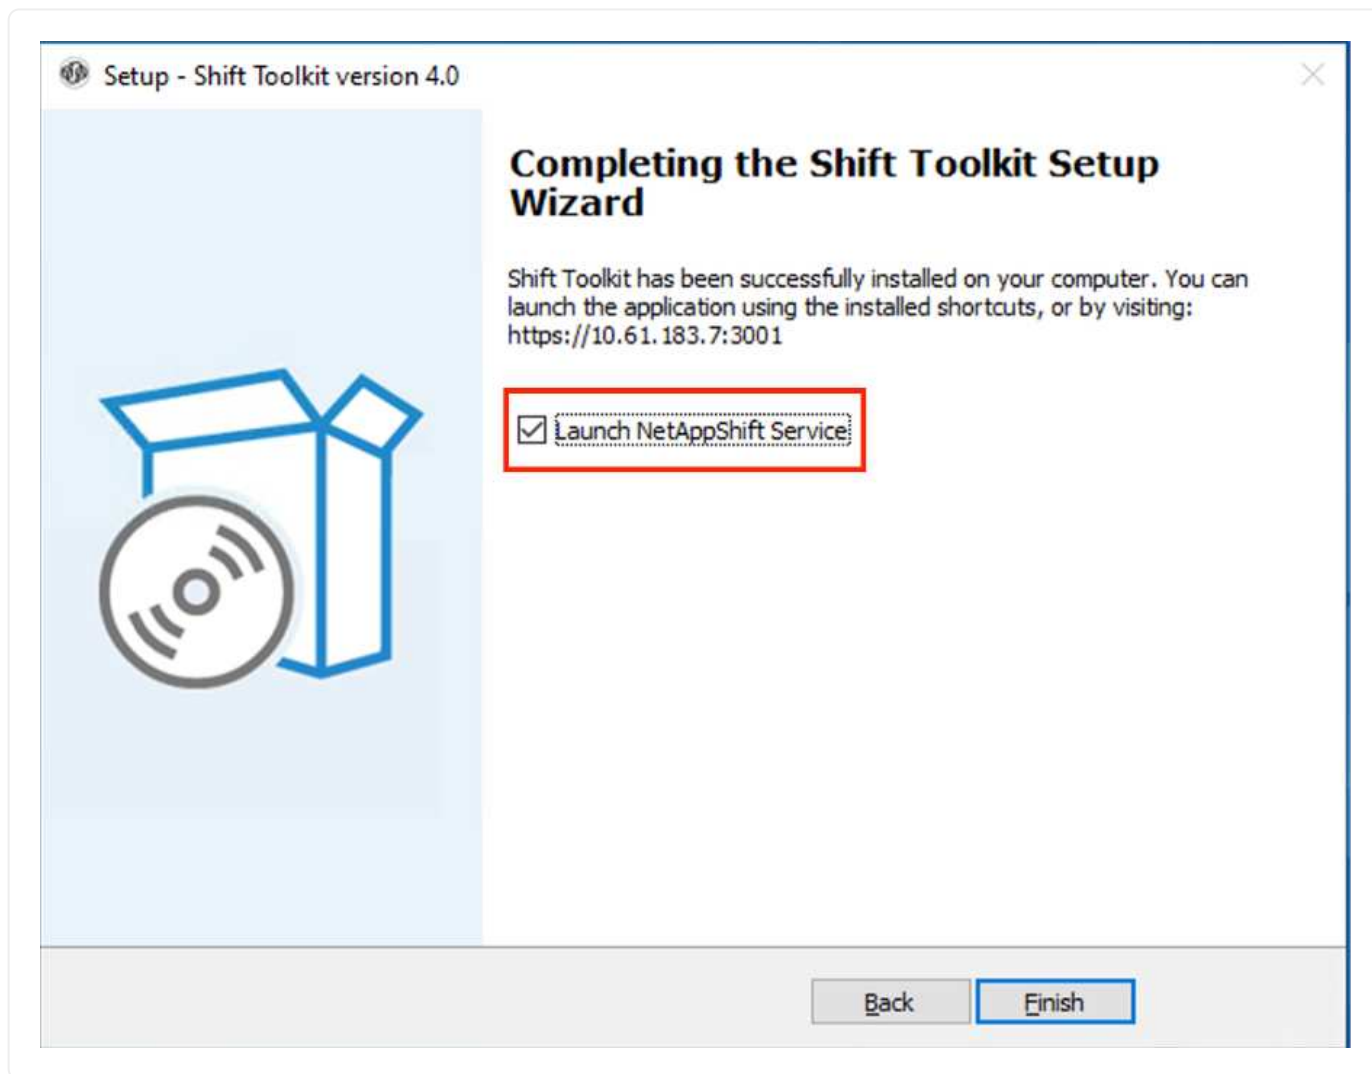 Setup - Shift Toolkit version 4.0
Completing the Shift Toolkit Setup
Wizard
Shift Toolkit has been successfully installed on your computer. You can
launch the application using the installed shortcuts, or by visiting:
https://10.61.183.7:3001
Launch NetAppShift Service
Back
Finish